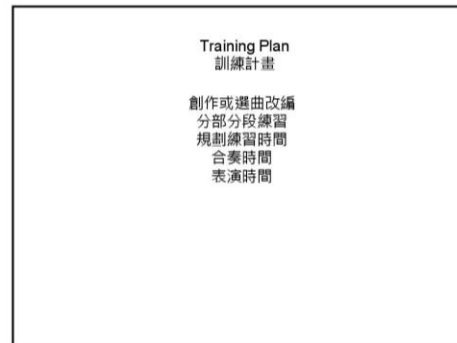 Training Plan
訓練計畫
創作或選曲改編
分部分段練習
規劃練習時間
合奏時間
表演時間